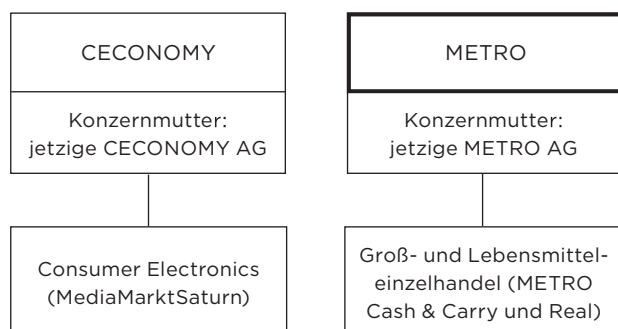 CECONOMY
Konzernmutter:
jetzige CECONOMY AG
Consumer Electronics
(MediaMarktSaturn)
METRO
Konzernmutter:
jetzige METRO AG
Groß- und Lebensmittel-
einzelhandel (METRO
Cash & Carry und Real)